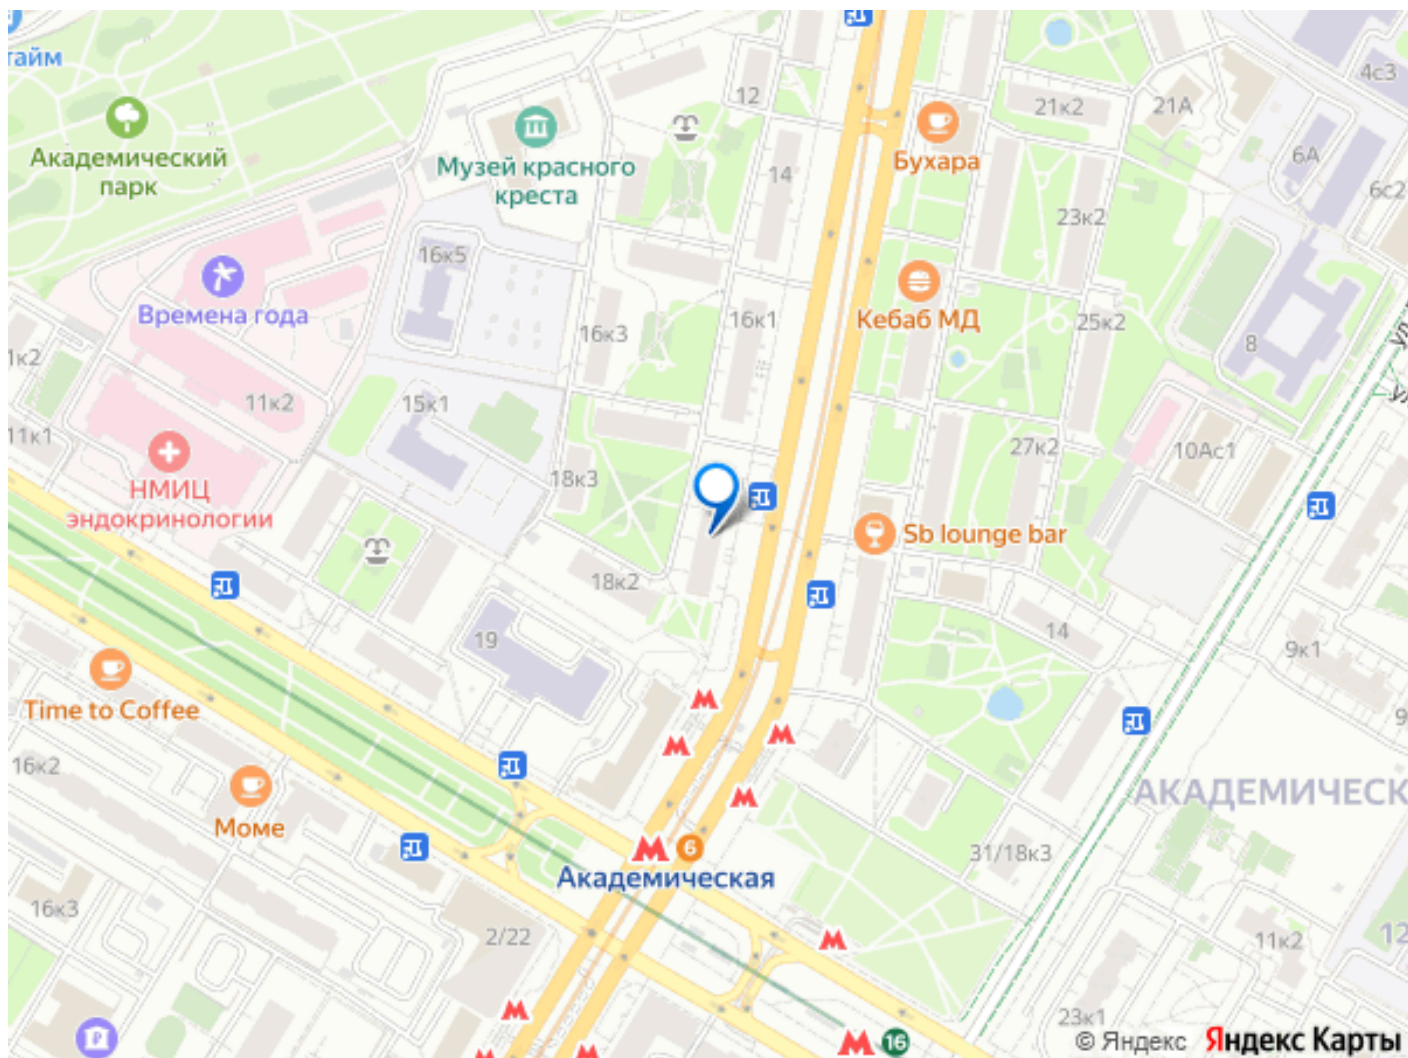 тайм
4с3
12
21к2
21А
Академический
парк
Музей красного
креста
Бухара
6А
14
6с2
23к2
16к5
Времена года
16к3
16к1
Кебаб МД
25к2
8
ул
1к2
ул
11к2
15к1
11к1
27к2
10Ас1
НМИЦ
эндокринологии
18к3
Sb lounge bar
18к2
19
14
9к1
Time to Coffee
9
16к2
АКАДЕМИЧЕСК
Моме
6
Академическая
31/18к3
16к3
2/22
11к2
12
23к1
16
© Яндекс Яндекс Карты